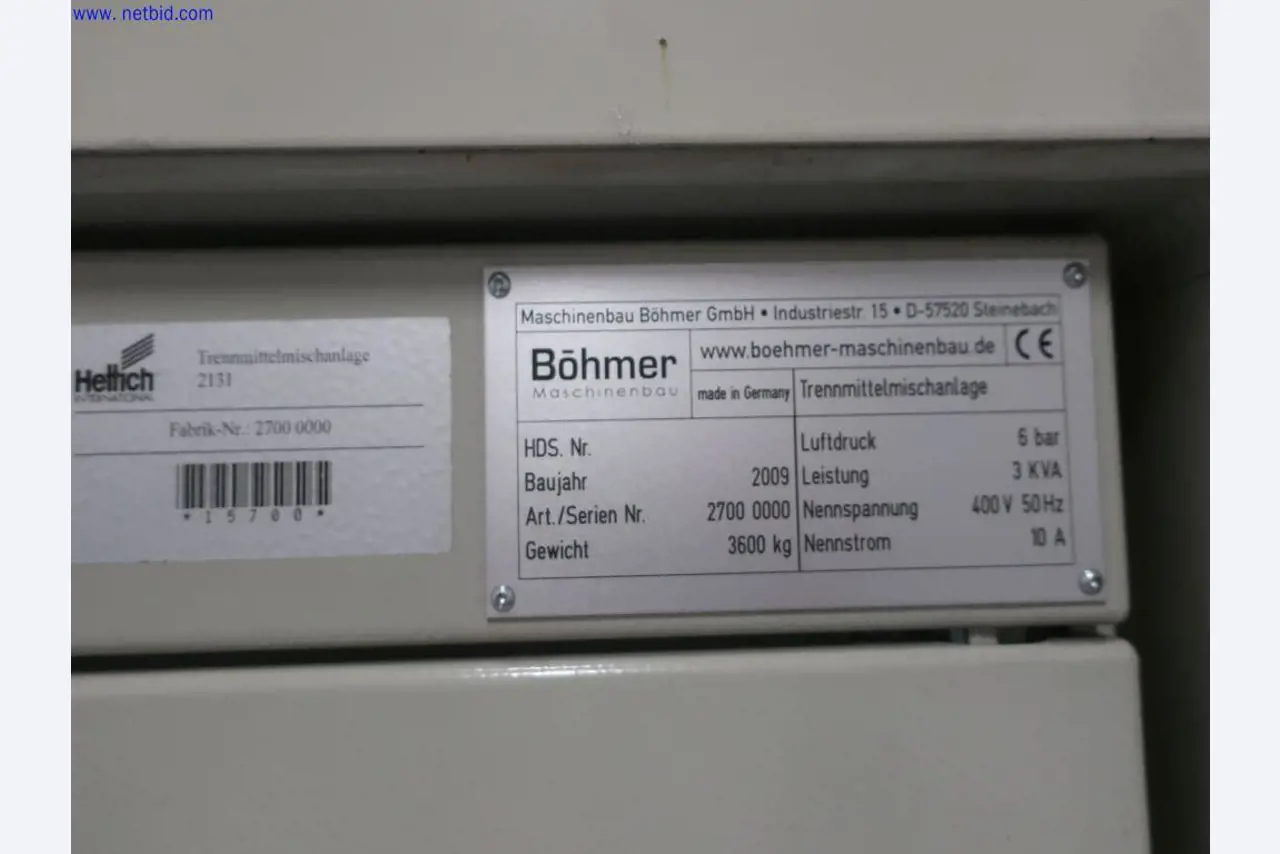 www. netbid.com
Hettich
INTERNATIONAL
Trennmittelmischanlage
2131
Fabrik-Nr.: 2700 0000
*15700*
Maschinenbau Böhmer GmbH • Industriestr. 15 • D-57520 Steinebach
Böhmer
Maschinenbau
www.boehmer-maschinenbau.de
CE
made in Germany
Trennmittelmischanlage
HDS. Nr.
Baujahr 2009
Art./Serien Nr. 2700 0000
Gewicht 3600 kg
Luftdruck 6 bar
Leistung 3 KVA
Nennspannung 400 V 50 Hz
Nennstrom 10 A